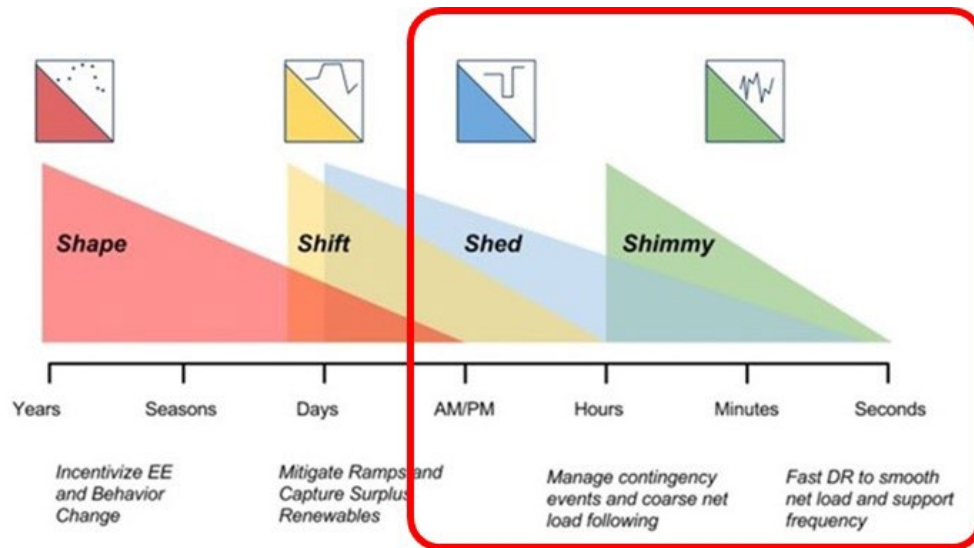 Shape
Shift
Shed
Shimmy
Years
Seasons
Days
AM/PM
Hours
Minutes
Seconds
Incentivize EE
and Behavior
Change
Mitigate Ramps and
Capture Surplus
Renewables
Manage contingency
events and coarse net
load following
Fast DR to smooth
net load and support
frequency